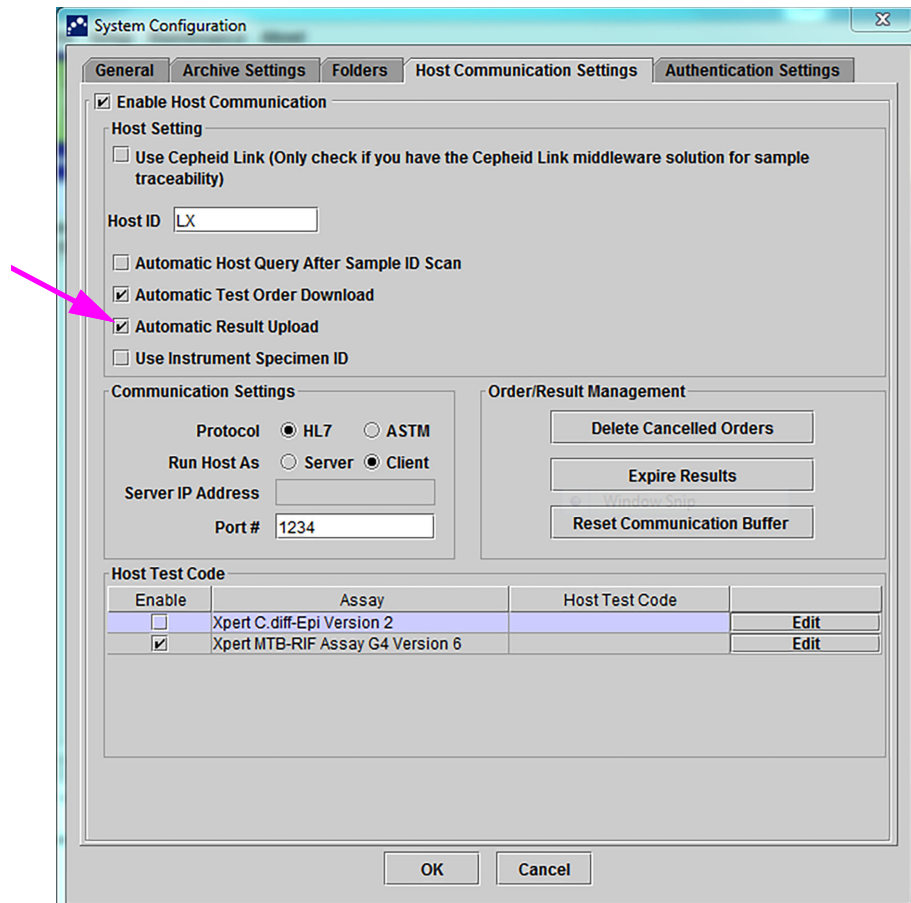 System Configuration
General Archive Settings Folders Host Communication Settings Authentication Settings
Enable Host Communication
Host Setting
Use Cepheid Link (Only check if you have the Cepheid Link middleware solution for sample
traceability)
Host ID LX
Automatic Host Query After Sample ID Scan
Automatic Test Order Download
Automatic Result Upload
Use Instrument Specimen ID
Communication Settings
Protocol HL7 ASTM
Run Host As Server Client
Server IP Address
Port # 1234
Order/Result Management
Delete Cancelled Orders
Expire Results
Window Snip
Reset Communication Buffer
Host Test Code
Enable Assay Host Test Code
Xpert C.diff-Epi Version 2 Edit
Xpert MTB-RIF Assay G4 Version 6 Edit
OK Cancel